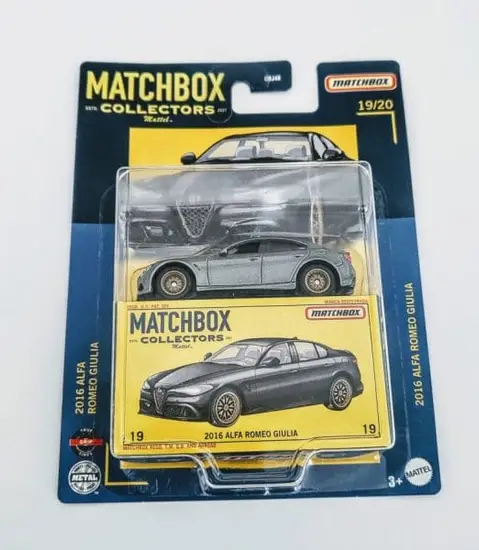 MATCHBOX
COLLECTORS
Mattel
MATCHBOX
19/20
2016 ALFA
ROMEO GIULIA
2016 ALFA ROMEO GIULIA
MATCHBOX
COLLECTORS
Mattel
MATCHBOX
19
2016 ALFA ROMEO GIULIA
19
METAL
MATTEL
3+